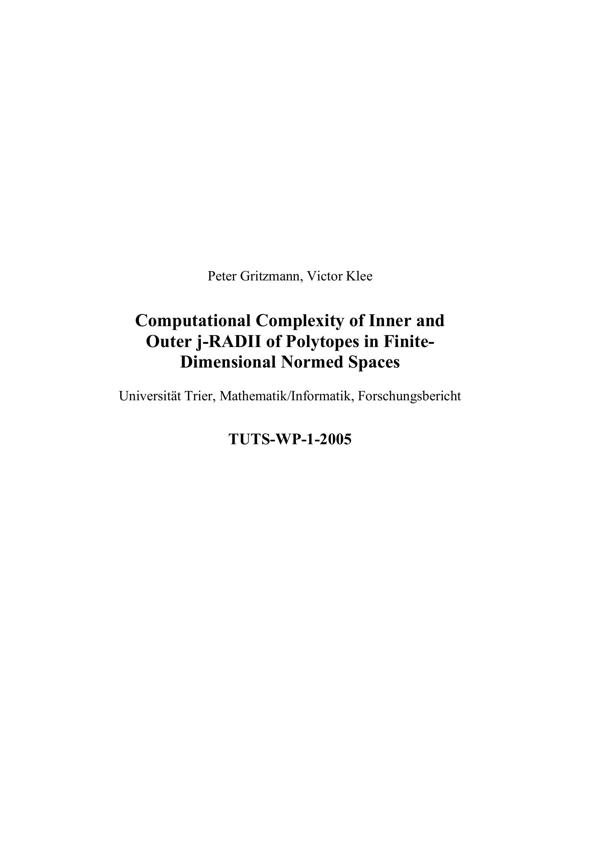 Peter Gritzmann, Victor Klee
Computational Complexity of Inner and
Outer j-RADII of Polytopes in Finite-
Dimensional Normed Spaces
Universität Trier, Mathematik/Informatik, Forschungsbericht
TUTS-WP-1-2005